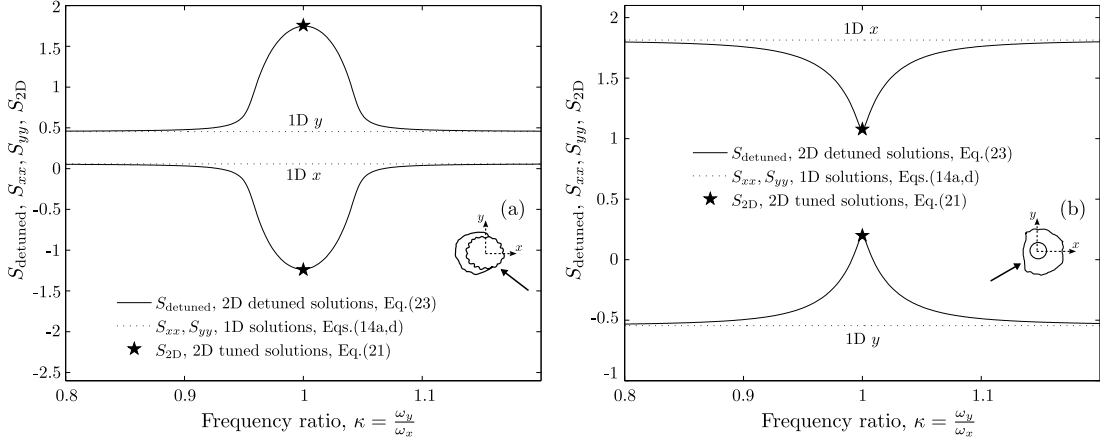 2
1.5
1
0.5
0
-0.5
-1
-1.5
-2
-2.5
S_detuned, S_xx, S_yy, S_2D
1D y
1D x
(a)
y
x
S_detuned, 2D detuned solutions, Eq.(23)
S_xx, S_yy, 1D solutions, Eqs.(14a,d)
★ S_2D, 2D tuned solutions, Eq.(21)
0.8 0.9 1 1.1
Frequency ratio, κ = ω_y/ω_x
2
1.5
1
0.5
0
-0.5
-1
S_detuned, S_xx, S_yy, S_2D
1D x
S_detuned, 2D detuned solutions, Eq.(23)
S_xx, S_yy, 1D solutions, Eqs.(14a,d)
★ S_2D, 2D tuned solutions, Eq.(21)
(b)
y
x
1D y
0.8 0.9 1 1.1
Frequency ratio, κ = ω_y/ω_x